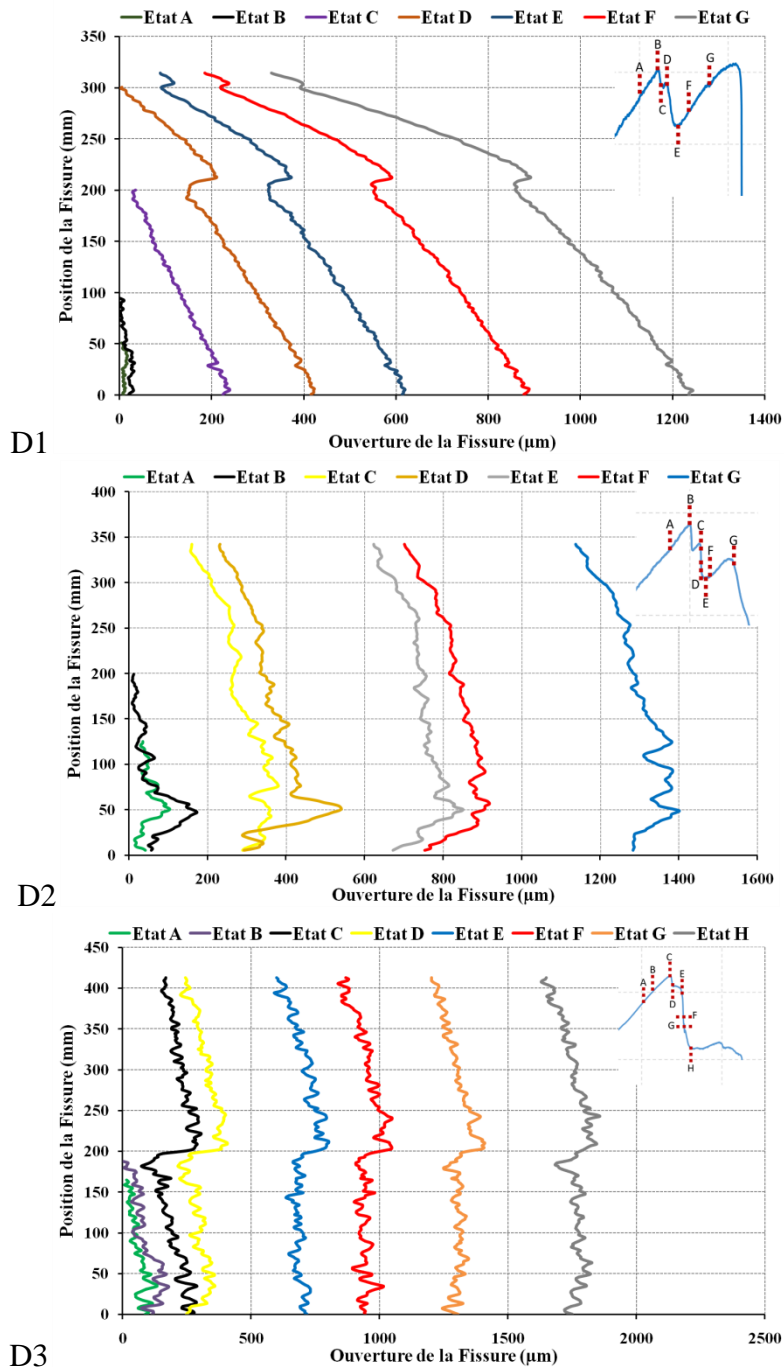 Etat A Etat B Etat C Etat D Etat E Etat F Etat G
350
300
250
200
150
100
50
0
Position de la Fissure (mm)
A B C D E F G
0 200 400 600 800 1000 1200 1400
Ouverture de la Fissure (µm)
D1
Etat A Etat B Etat C Etat D Etat E Etat F Etat G
400
350
300
250
200
150
100
50
0
Position de la Fissure (mm)
A B C D E F G
0 200 400 600 800 1000 1200 1400 1600
Ouverture de la Fissure (µm)
D2
Etat A Etat B Etat C Etat D Etat E Etat F Etat G Etat H
450
400
350
300
250
200
150
100
50
0
Position de la Fissure (mm)
A B C D E F G H
0 500 1000 1500 2000 2500
Ouverture de la Fissure (µm)
D3